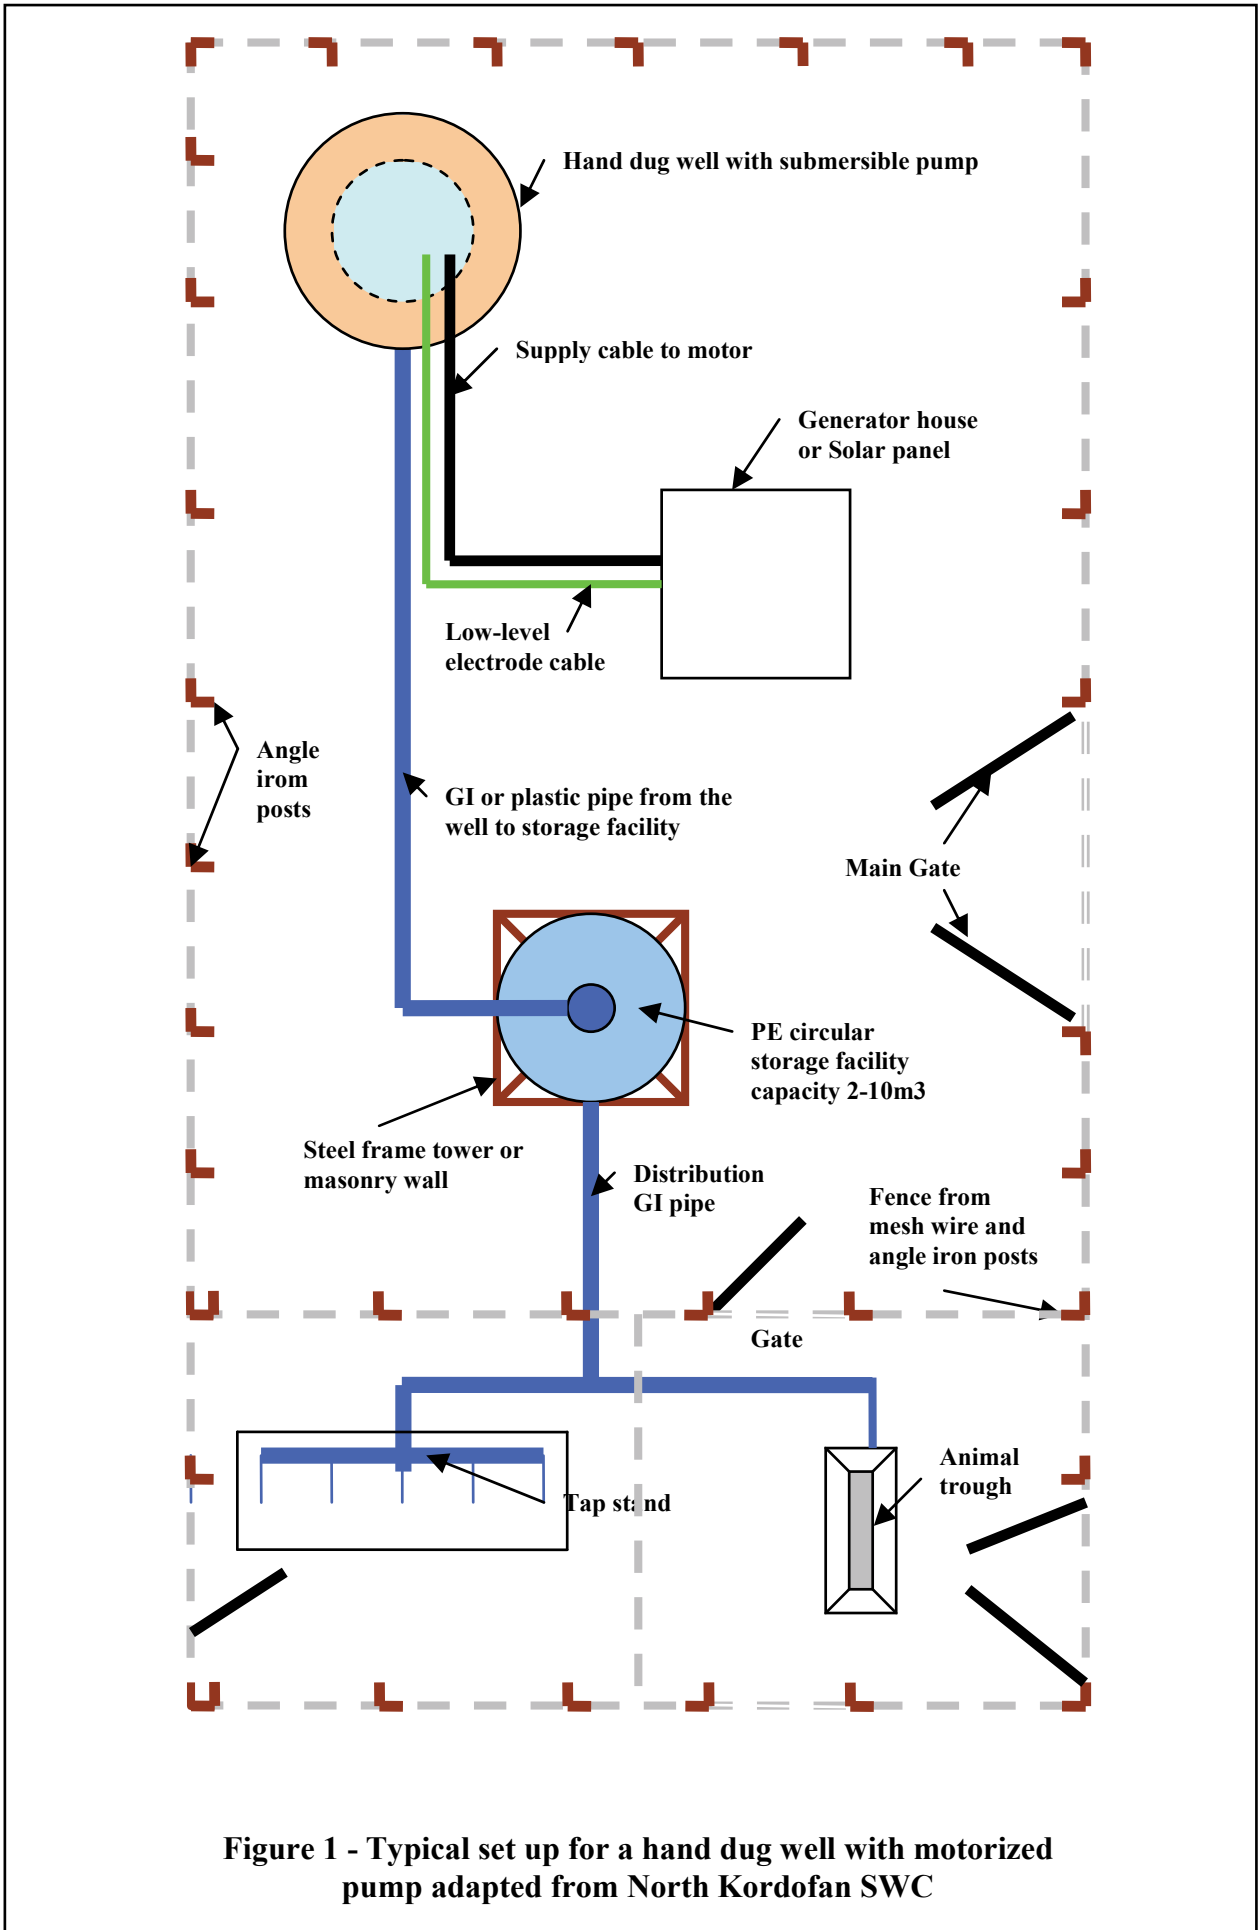 Hand dug well with submersible pump
Supply cable to motor
Generator house
or Solar panel
Low-level
electrode cable
Angle
irom
posts
GI or plastic pipe from the
well to storage facility
Main Gate
PE circular
storage facility
capacity 2-10m3
Steel frame tower or
masonry wall
Distribution
GI pipe
Fence from
mesh wire and
angle iron posts
Gate
Animal
trough
Tap stand
Figure 1 - Typical set up for a hand dug well with motorized
pump adapted from North Kordofan SWC